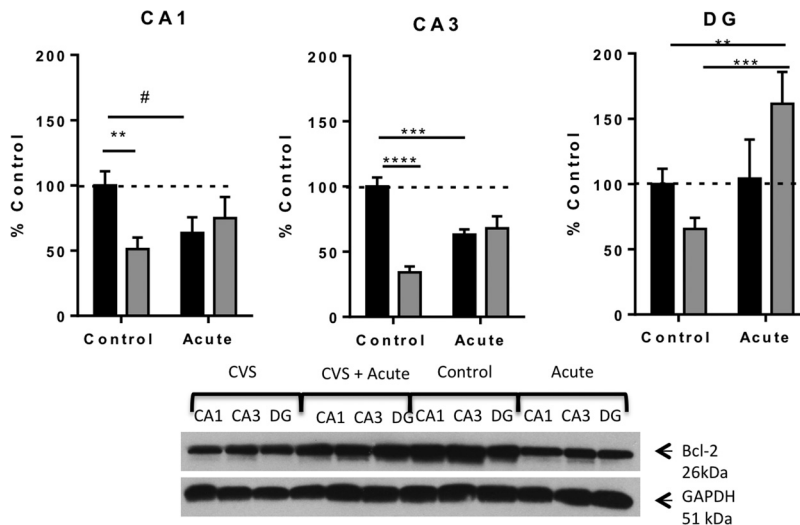 CA1
200
150
100
50
0
% Control
#
**
Control Acute
CA3
200
150
100
50
0
% Control
***
****
Control Acute
DG
200
150
100
50
0
% Control
**
***
Control Acute
CVS CVS + Acute Control Acute
CA1 CA3 DG CA1 CA3 DG CA1 CA3 DG CA1 CA3 DG
Bcl-2
26kDa
GAPDH
51 kDa